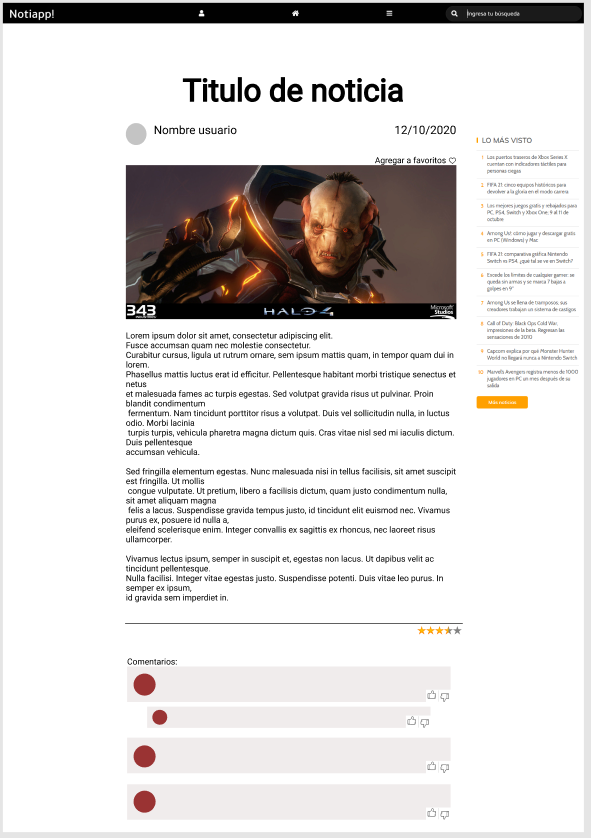 Notiapp!
Ingresa tu búsqueda
Titulo de noticia
Nombre usuario
12/10/2020
Agregar a favoritos
343
HALO 4
Microsoft
Studios
Lorem ipsum dolor sit amet, consectetur adipiscing elit.
Fusce accumsan quam nec molestie consectetur.
Curabitur cursus, ligula ut rutrum ornare, sem ipsum mattis quam, in tempor quam dui in
lorem.
Phasellus mattis luctus erat id efficitur. Pellentesque habitant morbi tristique senectus et
netus
et malesuada fames ac turpis egestas. Sed volutpat gravida risus ut pulvinar. Proin
blandit condimentum
fermentum. Nam tincidunt porttitor risus a volutpat. Duis vel sollicitudin nulla, in luctus
odio. Morbi lacinia
turpis turpis, vehicula pharetra magna dictum quis. Cras vitae nisl sed mi iaculis dictum.
Duis pellentesque
accumsan vehicula.
Sed fringilla elementum egestas. Nunc malesuada nisi in tellus facilisis, sit amet suscipit
est fringilla. Ut mollis
congue vulputate. Ut pretium, libero a facilisis dictum, quam justo condimentum nulla,
sit amet aliquam magna
felis a lacus. Suspendisse gravida tempus justo, id tincidunt elit euismod nec. Vivamus
purus ex, posuere id nulla a,
eleifend scelerisque enim. Integer convallis ex sagittis ex rhoncus, nec laoreet risus
ullamcorper.
Vivamus lectus ipsum, semper in suscipit et, egestas non lacus. Ut dapibus velit ac
tincidunt pellentesque.
Nulla facilisi. Integer vitae egestas justo. Suspendisse potenti. Duis vitae leo purus. In
semper ex ipsum,
id gravida sem imperdiet in.
Comentarios:
LO MÁS VISTO
1 Los puertos traseros de Xbox Series X
cuentan con indicadores táctiles para
personas ciegas
2 FIFA 21: cinco equipos históricos para
devolver a la gloria en el modo carrera
3 Los mejores juegos gratis y rebajados para
PC, PS4, Switch y Xbox One; 9 al 11 de
octubre
4 Among Us!: cómo jugar y descargar gratis
en PC (Windows) y Mac
5 FIFA 21: comparativa gráfica Nintendo
Switch vs PS4. ¿qué tal se ve en Switch?
6 Excede los límites de cualquier gamer: se
queda sin armas y se marca 7 bajas a
golpes en 9''
7 Among Us se llena de tramposos; sus
creadores trabajan un sistema de castigos
8 Call of Duty: Black Ops Cold War,
impresiones de la beta. Regresan las
sensaciones de 2010
9 Capcom explica por qué Monster Hunter
World no llegará nunca a Nintendo Switch
10 Marvel's Avengers registra menos de 1000
jugadores en PC un mes después de su
salida
Más noticias